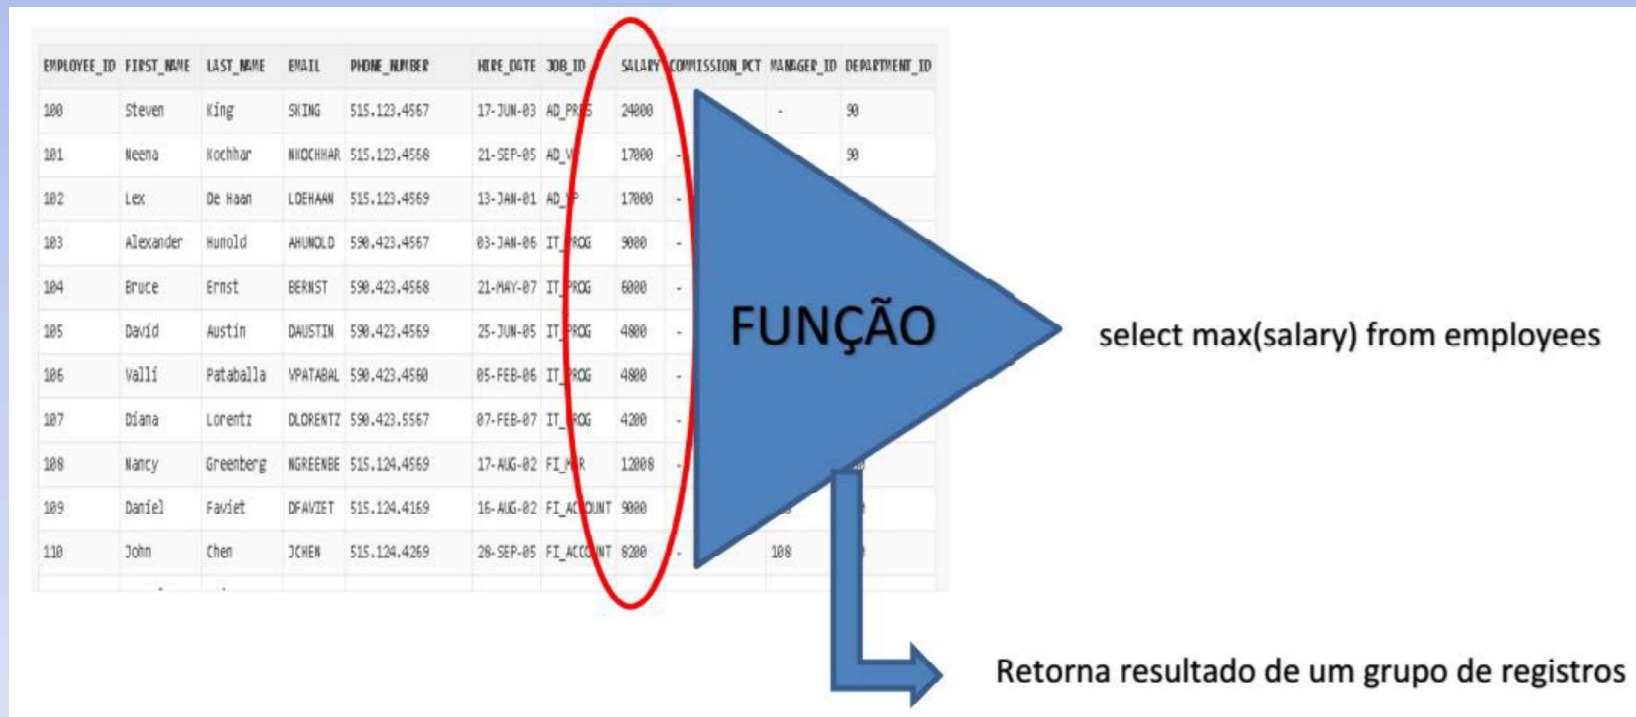 EMPLOYEE_ID FIRST_NAME LAST_NAME EMAIL PHONE_NUMBER HIRE_DATE JOB_ID SALARY COMMISSION_PCT MANAGER_ID DEPARTMENT_ID
100 Steven King SKING 515.123.4567 17-JUN-03 24000 - 90
101 Neena Kochhar NKOCHHAR 515.123.4568 21-SEP-05 17000 - 90
102 Lex De Haan LDEHAAN 515.123.4569 13-JAN-01 17000 -
103 Alexander Hunold AHUNOLD 590.423.4567 03-JAN-06 IT_PROG 9000 -
104 Bruce Ernst BERNST 590.423.4568 21-MAY-07 IT_PROG 6000 -
105 David Austin DAUSTIN 590.423.4569 25-JUN-05 IT_PROG 4800 -
106 Valli Pataballa VPATABAL 590.423.4560 05-FEB-06 IT_PROG 4800 -
107 Diana Lorentz DLORENTZ 590.423.5567 07-FEB-07 IT_PROG 4200 -
108 Nancy Greenberg NGREENBE 515.124.4569 17-AUG-02 12008 -
109 Daniel Faviet DFAVIET 515.124.4169 16-AUG-02 FI_ACCOUNT 9000
110 John Chen JCHEN 515.124.4269 28-SEP-05 FI_ACCOUNT 8200 - 108
FUNÇÃO
select max(salary) from employees
Retorna resultado de um grupo de registros